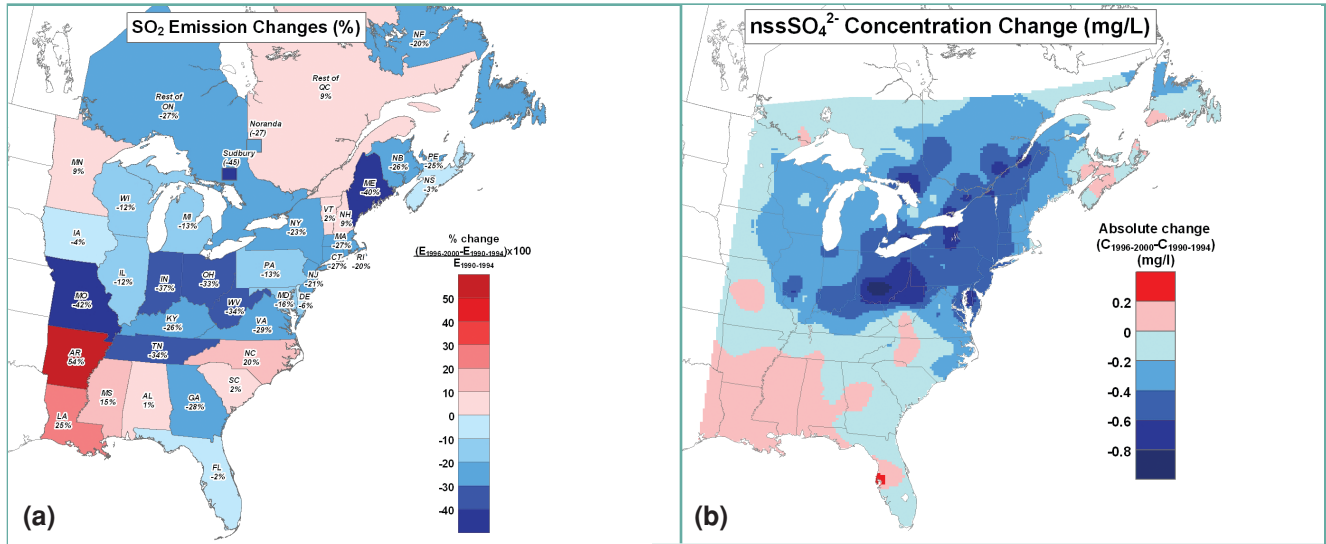 SO2 Emission Changes (%)
NF
-20%
Rest of
QC
9%
Rest of
ON
-27%
Noranda
(-27)
Sudbury
(-45)
MN
9%
NB
-26%
PE
-25%
NS
-3%
ME
-40%
WI
-12%
MI
-13%
VT
2%
NH
9%
NY
-23%
MA
-27%
CT
-27%
RI
-20%
IA
-4%
PA
-13%
NJ
-21%
IL
-12%
IN
-37%
OH
-33%
MD
-16%
DE
-6%
WV
-34%
MO
-42%
KY
-26%
VA
-29%
TN
-34%
NC
20%
AR
54%
SC
2%
MS
15%
AL
1%
GA
-28%
LA
25%
FL
-2%
% change
(E1996-2000-E1990-1994)x100
E1990-1994
50
40
30
20
10
0
-10
-20
-30
-40
(a)
nssSO4 2- Concentration Change (mg/L)
Absolute change
(C1996-2000-C1990-1994)
(mg/l)
0.2
0
-0.2
-0.4
-0.6
-0.8
(b)